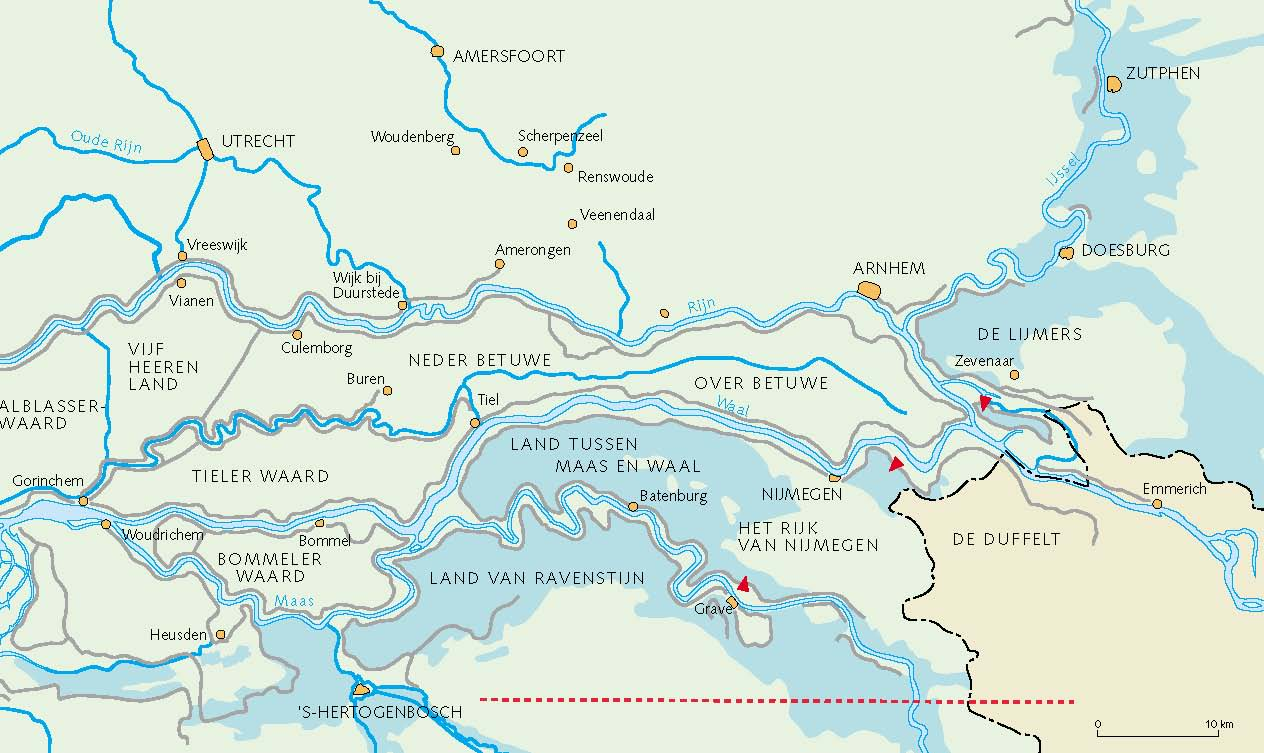 AMERSFOORT
ZUTPHEN
Oude Rijn
UTRECHT
Woudenberg
Scherpenzeel
Renswoude
IJssel
Veenendaal
Vreeswijk
Amerongen
DOESBURG
ARNHEM
Wijk bij
Duurstede
Vianen
Rijn
DE LIJMERS
Culemborg
VIJF
HEEREN
LAND
NEDER BETUWE
Zevenaar
Buren
OVER BETUWE
ALBLASSER-
WAARD
Tiel
Waal
LAND TUSSEN
MAAS EN WAAL
TIELER WAARD
Gorinchem
NIJMEGEN
Batenburg
Emmerich
Woudrichem
Bommel
HET RIJK
VAN NIJMEGEN
DE DUFFELT
BOMMELER
WAARD
LAND VAN RAVENSTIJN
Maas
Grave
Heusden
'S-HERTOGENBOSCH
0 10 km